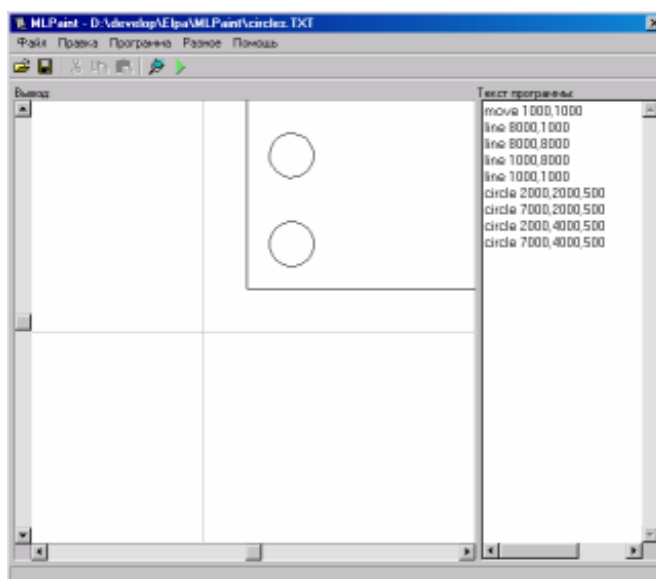 MLPaint - D:\develop\Elpa\MLPaint\circlez.TXT
Файл Правка Программа Разное Помощь
Вывод:
Текст программы:
move 1000,1000
line 8000,1000
line 8000,8000
line 1000,8000
line 1000,1000
circle 2000,2000,500
circle 7000,2000,500
circle 2000,4000,500
circle 7000,4000,500